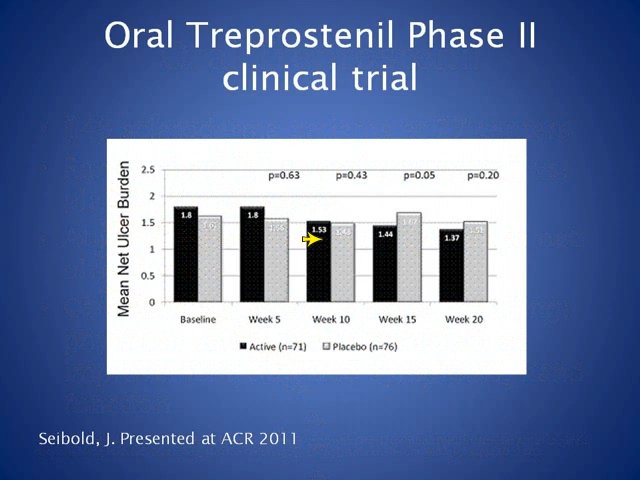 Oral Treprostenil Phase II
clinical trial
Mean Net Ulcer Burden
2.5
2
1.5
1
0.5
0
p=0.63
p=0.43
p=0.05
p=0.20
1.8
1.8
1.53
1.44
1.37
Baseline
Week 5
Week 10
Week 15
Week 20
Active (n=71)
Placebo (n=76)
Seibold, J. Presented at ACR 2011